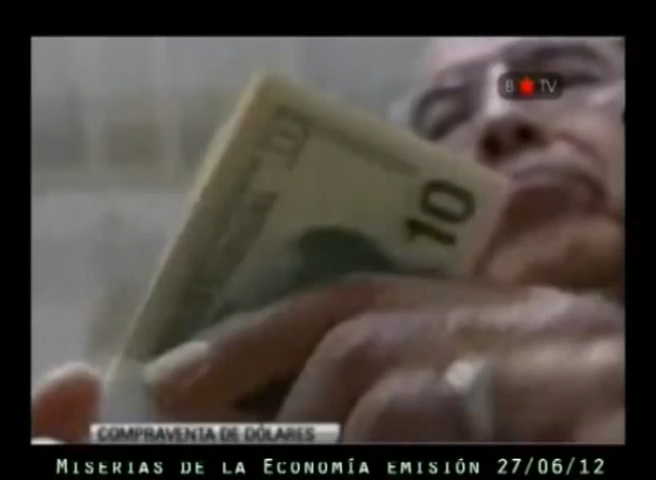 B TV
10
COMPRAVENTA DE DÓLARES
MISERIAS DE LA ECONOMÍA EMISIÓN 27/06/12